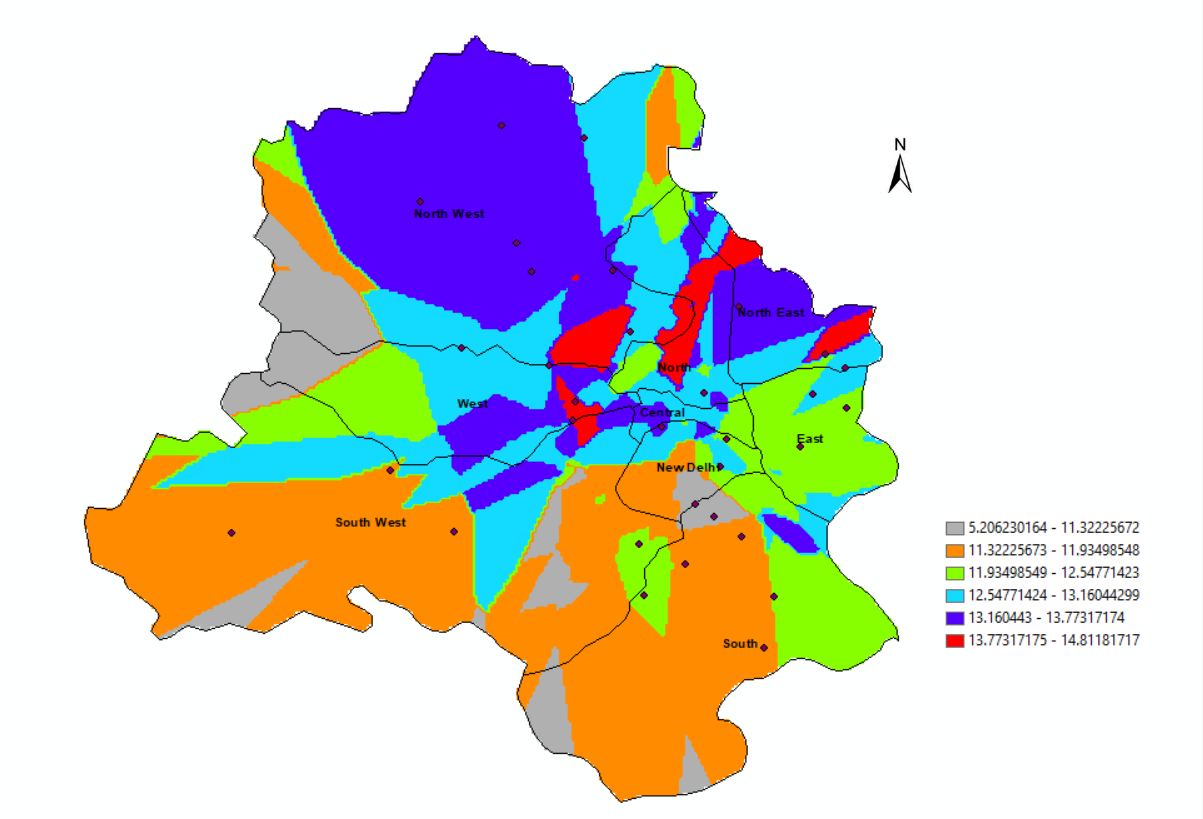 N
North West
North East
North
West
Central
East
New Delhi
South West
South
5.206230164 - 11.32225672
11.32225673 - 11.93498548
11.93498549 - 12.54771423
12.54771424 - 13.16044299
13.160443 - 13.77317174
13.77317175 - 14.81181717